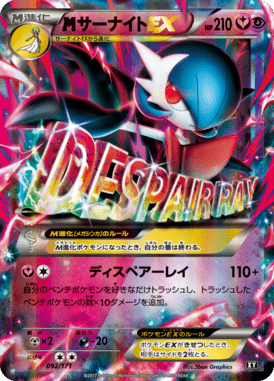 M進化
MサーナイトEX
HP210
サーナイトEXから進化
DESPAIR RAY
M進化(メガシンカ)のルール
M進化ポケモンになったとき、自分の番は終わる。
ディスペアーレイ 110+
自分のベンチポケモンを好きなだけトラッシュし、トラッシュした
ポケモンの数×10ダメージを追加。
×2
-20
ポケモンEXのルール
ポケモンEXがきぜつしたとき、
相手はサイドを2枚とる。
にげる
092/171
Illus.5ban Graphics
XY